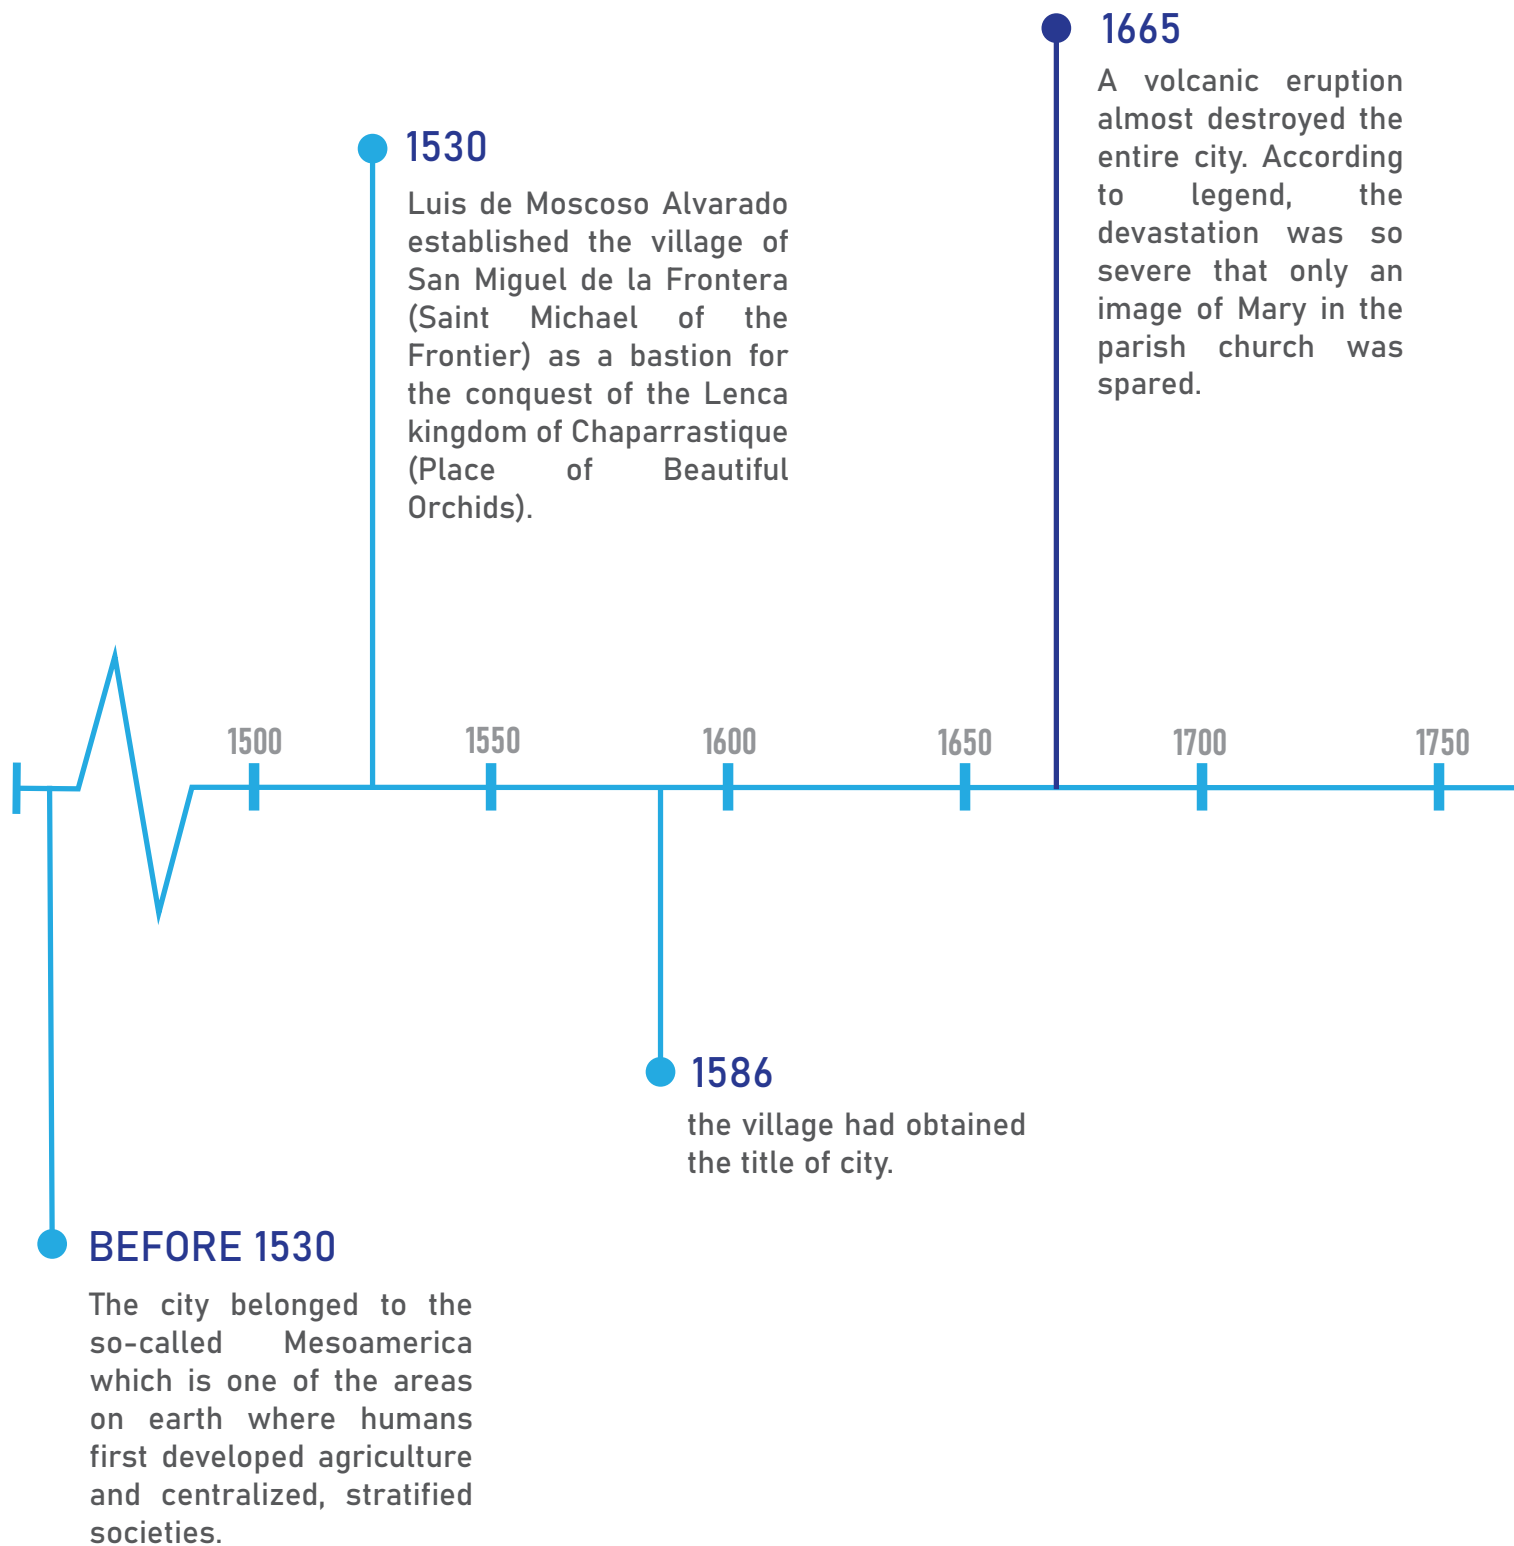 1665
A volcanic eruption
almost destroyed the
entire city. According
to legend, the
devastation was so
severe that only an
image of Mary in the
parish church was
spared.
1530
Luis de Moscoso Alvarado
established the village of
San Miguel de la Frontera
(Saint Michael of the
Frontier) as a bastion for
the conquest of the Lenca
kingdom of Chaparrastique
(Place of Beautiful
Orchids).
1500
1550
1600
1650
1700
1750
1586
the village had obtained
the title of city.
BEFORE 1530
The city belonged to the
so-called Mesoamerica
which is one of the areas
on earth where humans
first developed agriculture
and centralized, stratified
societies.